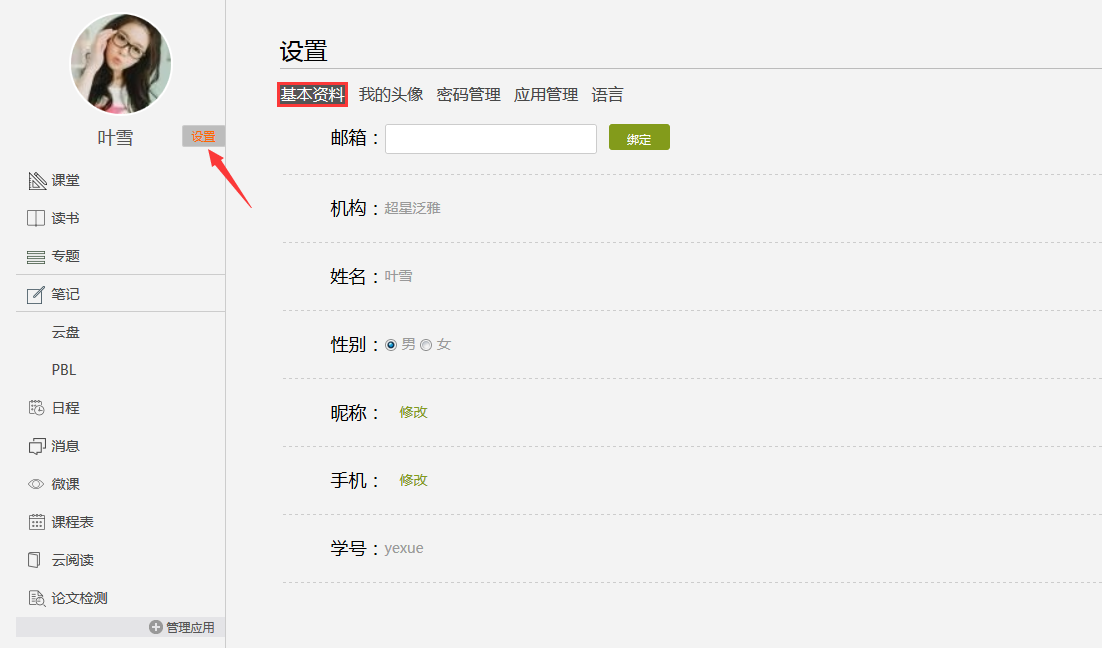 叶雪
设置
课堂
读书
专题
笔记
云盘
PBL
日程
消息
微课
课程表
云阅读
论文检测
管理应用
设置
基本资料 我的头像 密码管理 应用管理 语言
邮箱： 绑定
机构：超星泛雅
姓名：叶雪
性别： 男 女
昵称： 修改
手机： 修改
学号：yexue